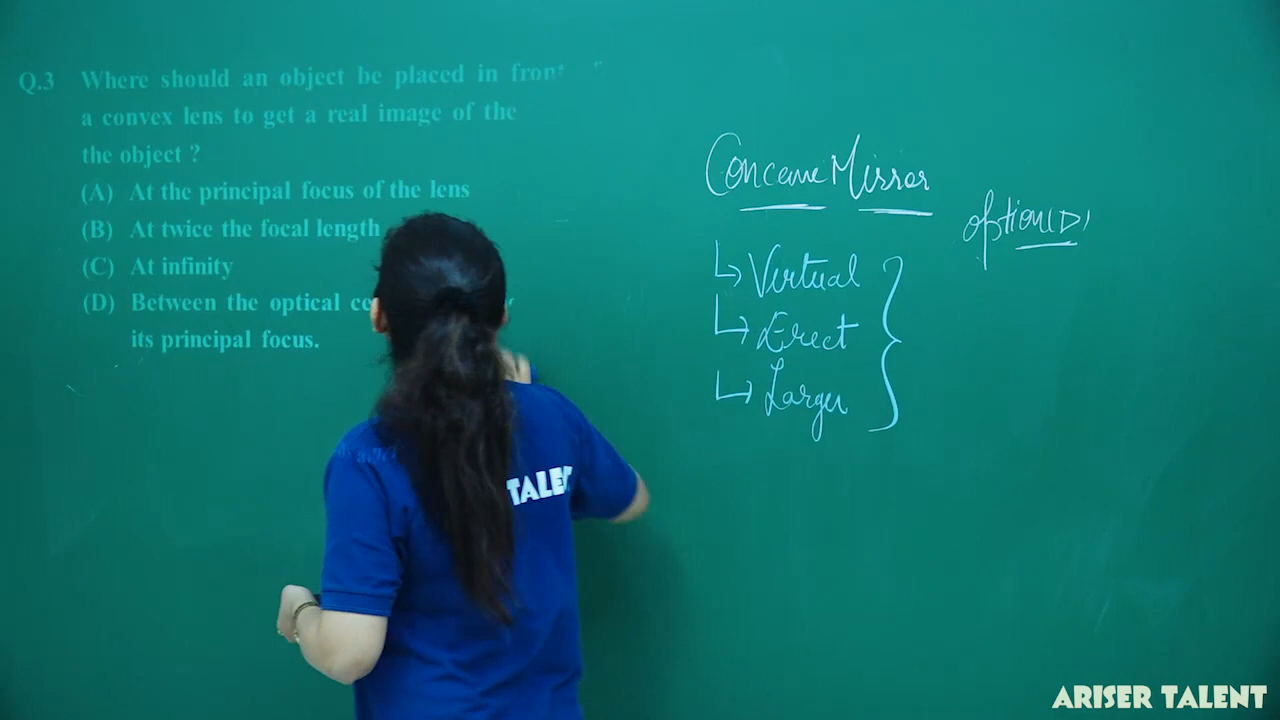 Q.3 Where should an object be placed in front
a convex lens to get a real image of the
the object ?
(A) At the principal focus of the lens
(B) At twice the focal length
(C) At infinity
(D) Between the optical
its principal focus.
Concave Mirror
option(D)
↳ Virtual
↳ Erect
↳ Larger
TALE
ARISER TALENT